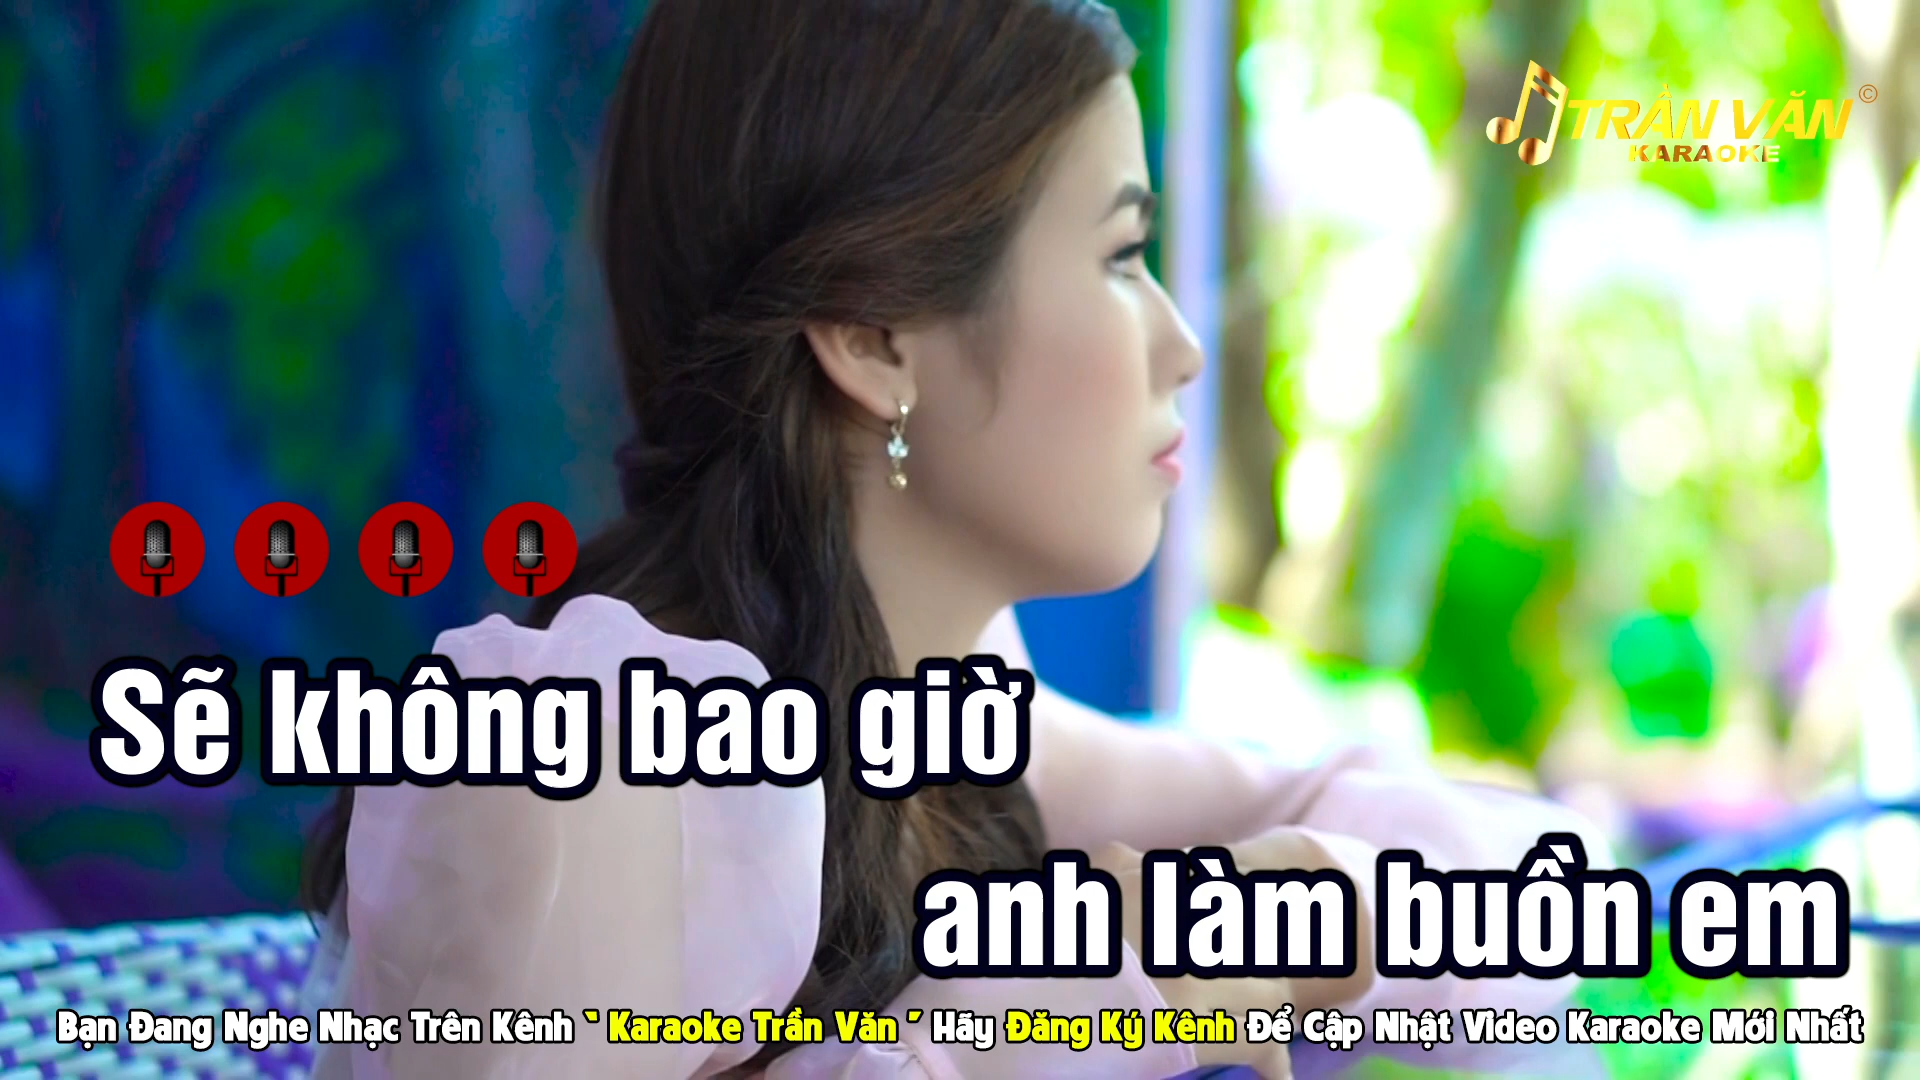 TRẦN VĂN ©
KARAOKE
Sẽ không bao giờ
anh làm buồn em
Bạn Đang Nghe Nhạc Trên Kênh ` Karaoke Trần Văn ´ Hãy Đăng Ký Kênh Để Cập Nhật Video Karaoke Mới Nhất